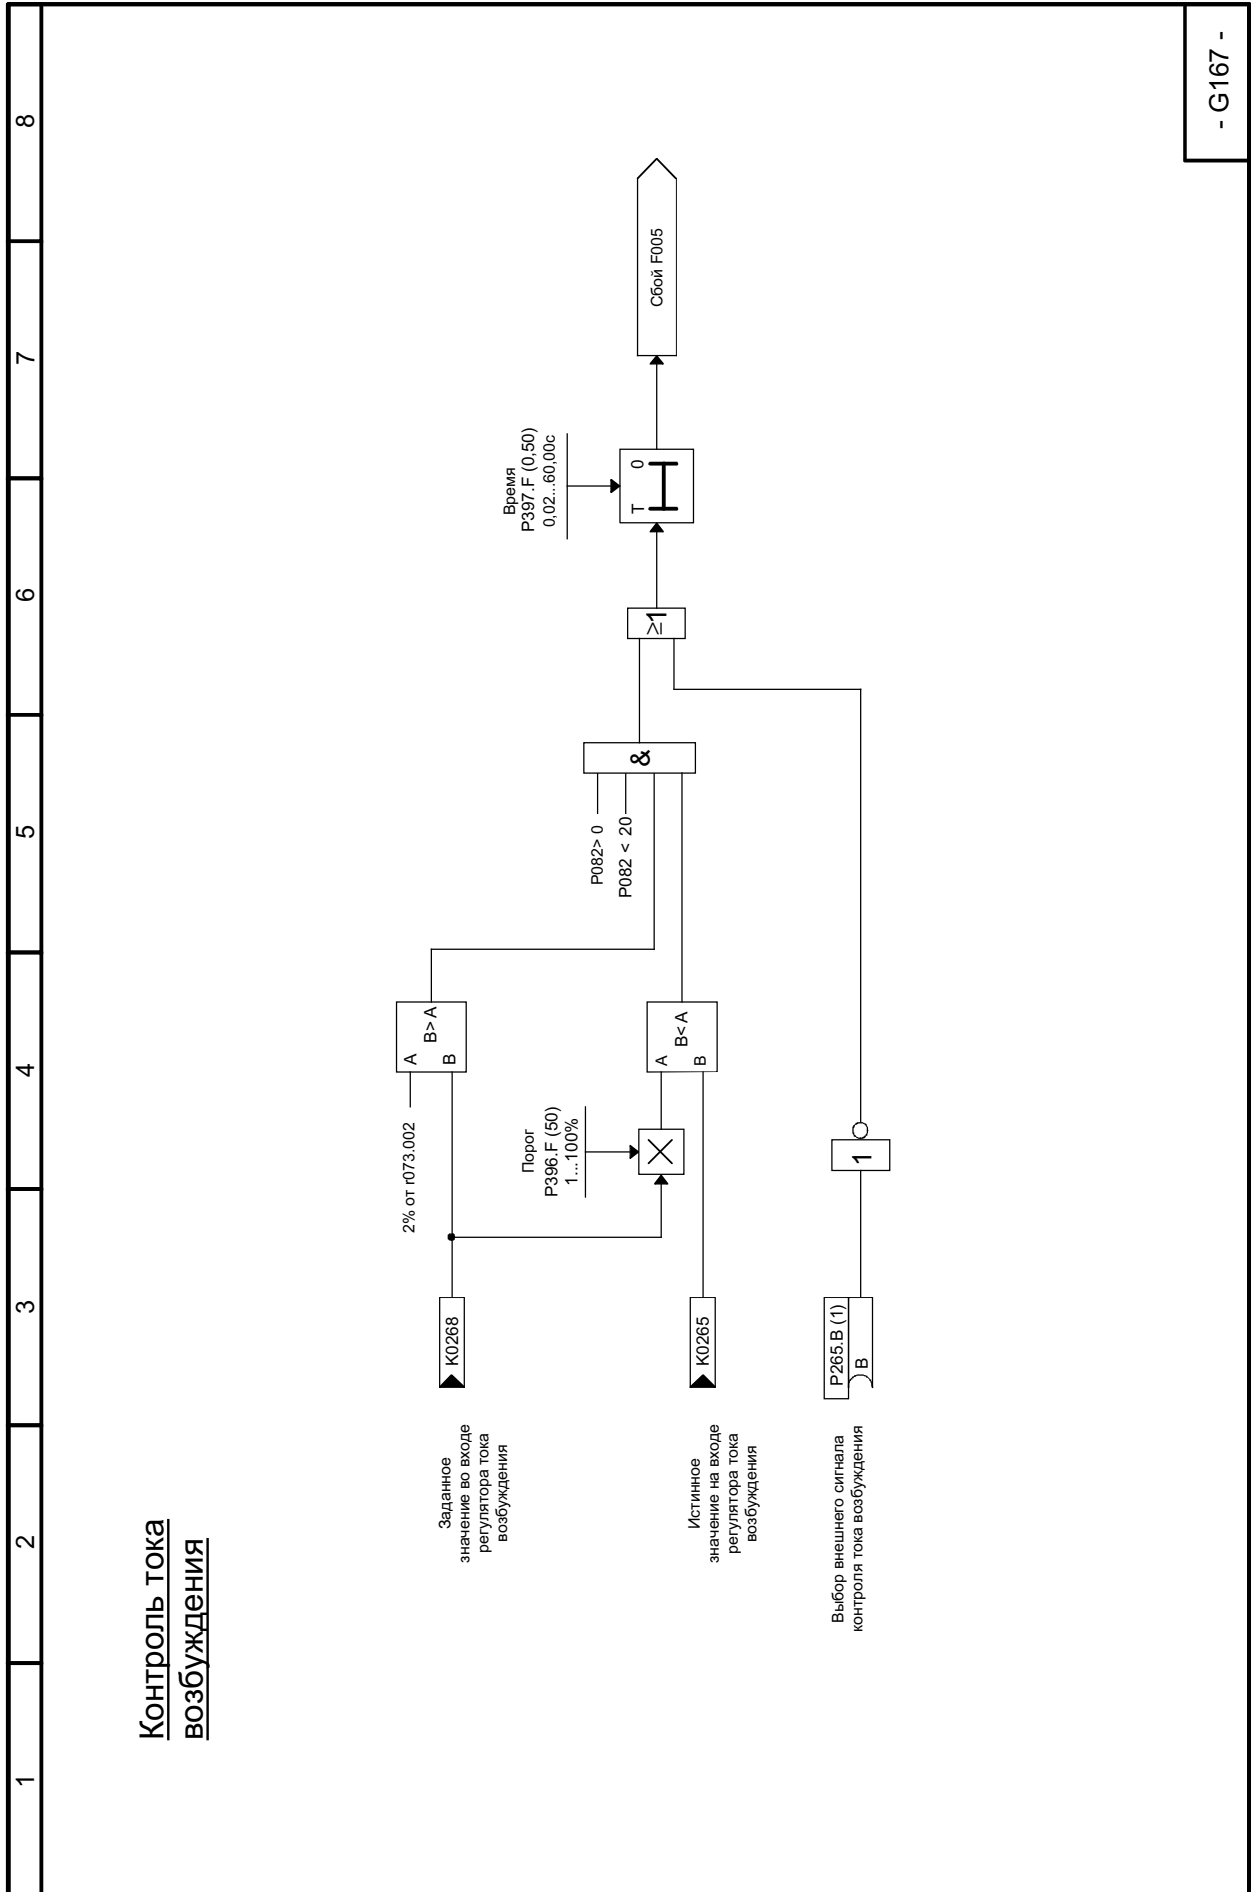 1
2
3
4
5
6
7
8
Контроль тока
возбуждения
Заданное
значение во входе
регулятора тока
возбуждения
K0268
2% от r073.002
A
B> A
B
Порог
P396.F (50)
1...100%
Истинное
значение на входе
регулятора тока
возбуждения
K0265
A
B< A
B
P082> 0
P082 < 20
&
≥1
Время
P397.F (0,50)
0,02...60,00с
T
0
Сбой F005
Выбор внешнего сигнала
контроля тока возбуждения
P265.B (1)
B
1
- G167 -